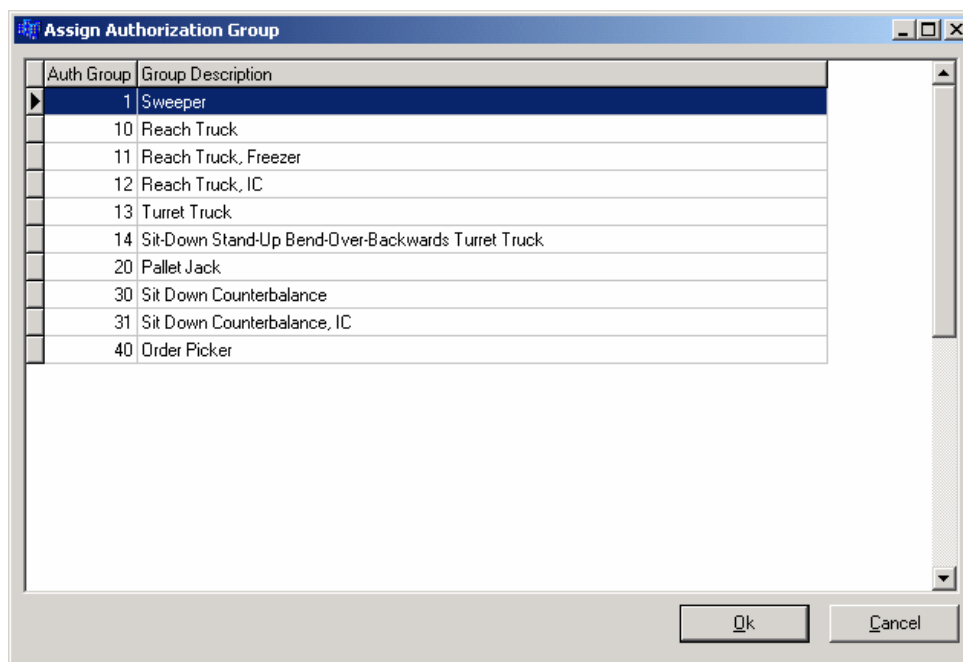 Assign Authorization Group
Auth Group Group Description
1 Sweeper
10 Reach Truck
11 Reach Truck, Freezer
12 Reach Truck, IC
13 Turret Truck
14 Sit-Down Stand-Up Bend-Over-Backwards Turret Truck
20 Pallet Jack
30 Sit Down Counterbalance
31 Sit Down Counterbalance, IC
40 Order Picker
Ok Cancel